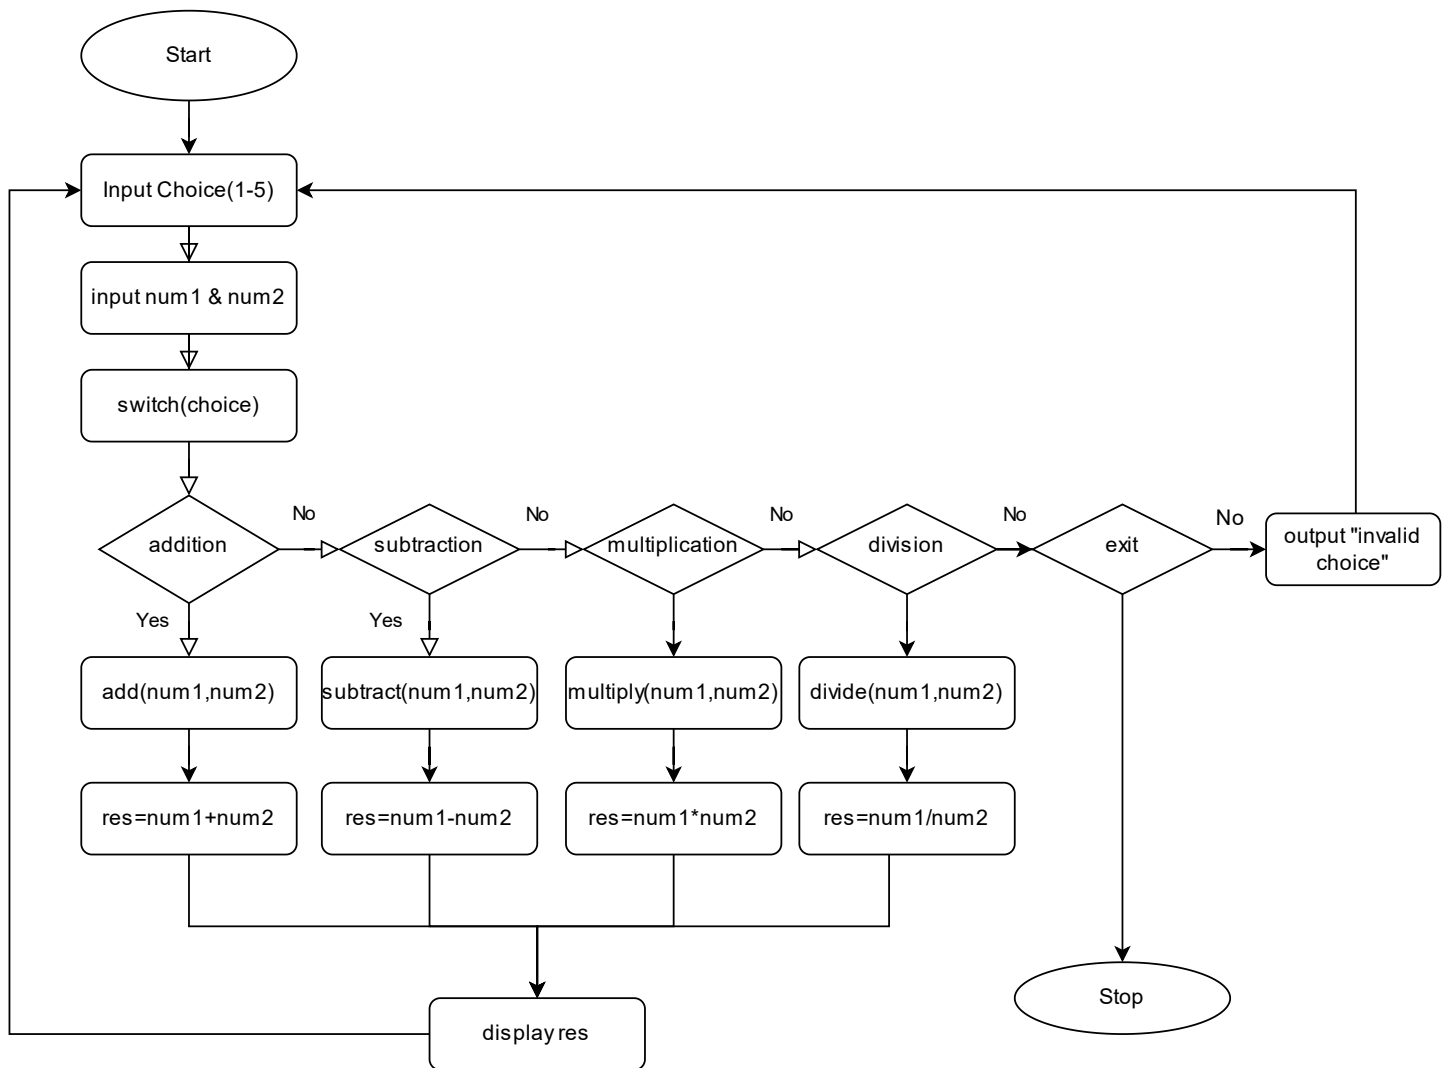 Start
Input Choice(1-5)
input num1 & num2
switch(choice)
addition
No
subtraction
No
multiplication
No
division
No
exit
No
output "invalid
choice"
Yes
Yes
add(num1,num2)
subtract(num1,num2)
multiply(num1,num2)
divide(num1,num2)
res=num1+num2
res=num1-num2
res=num1*num2
res=num1/num2
display res
Stop